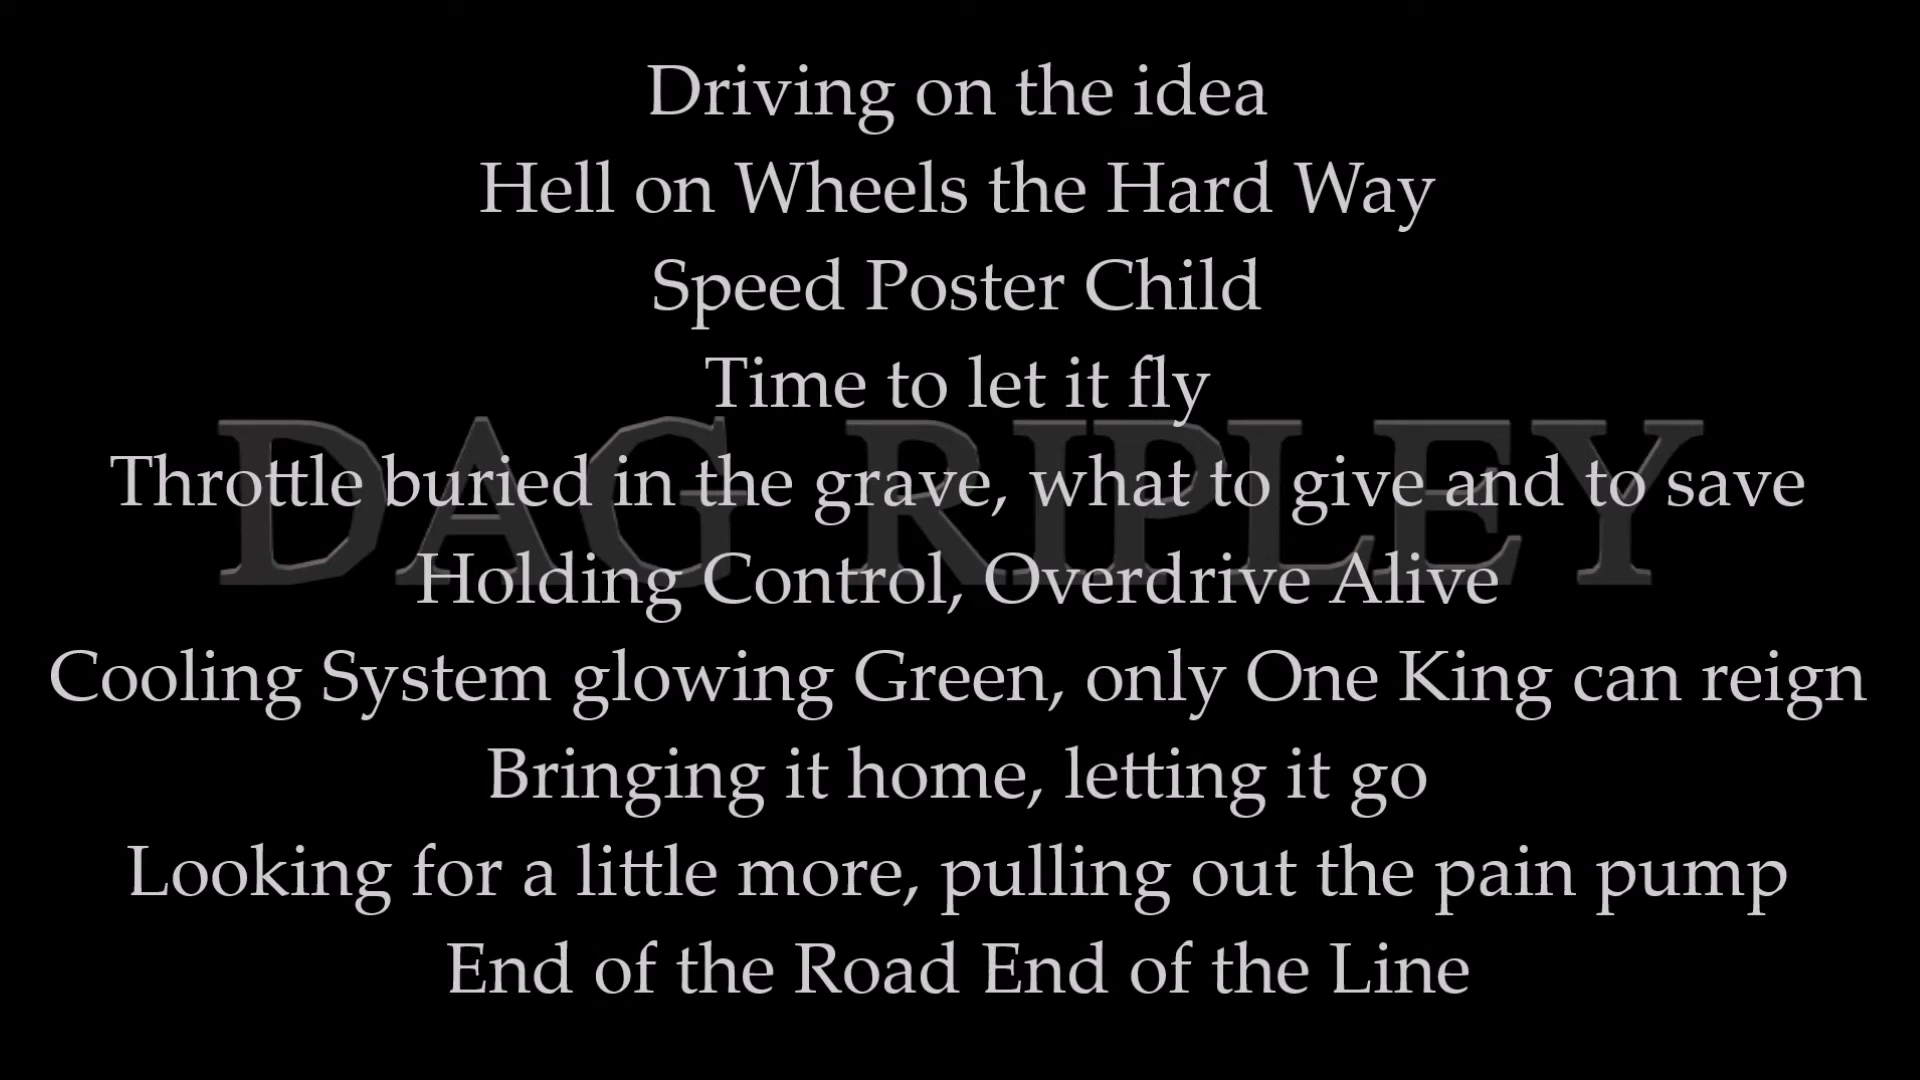 Driving on the idea
Hell on Wheels the Hard Way
Speed Poster Child
Time to let it fly
DAG RIPLEY
Throttle buried in the grave, what to give and to save
Holding Control, Overdrive Alive
Cooling System glowing Green, only One King can reign
Bringing it home, letting it go
Looking for a little more, pulling out the pain pump
End of the Road End of the Line